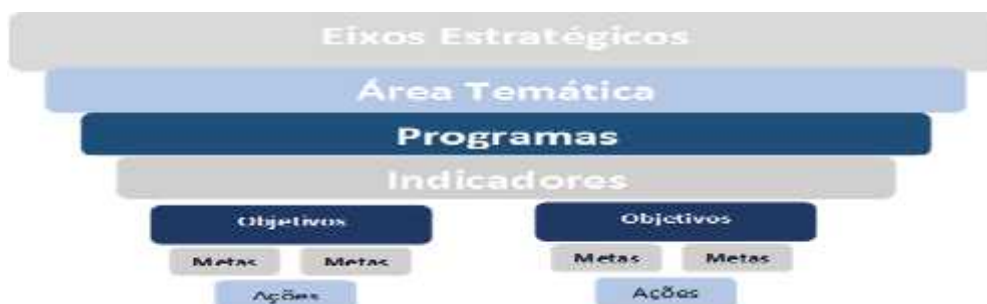 Eixos Estratégicos
Área Temática
Programas
Indicadores
Objetivos Objetivos
Metas Metas Metas Metas
Ações Ações